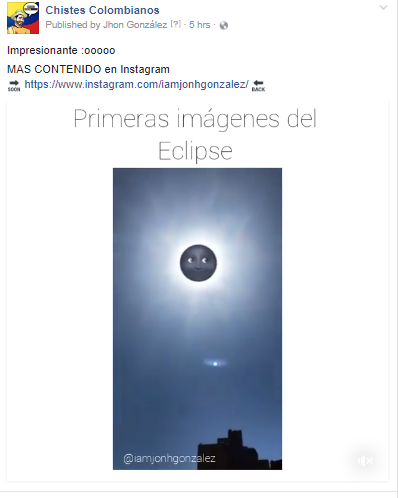 Chistes Colombianos
Published by Jhon González [?] · 5 hrs ·
Impresionante :ooooo
MAS CONTENIDO en Instagram
SOON https://www.instagram.com/iamjonhgonzalez/ BACK
Primeras imágenes del
Eclipse
@iamjonhgonzalez